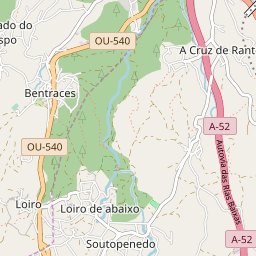 ado do
spo
OU-540
A Cruz de Rant
Bentraces
A-52
OU-540
Autovía das Rías Baixas
Loiro
Loiro de abaixo
Soutopenedo
A-52
A-52